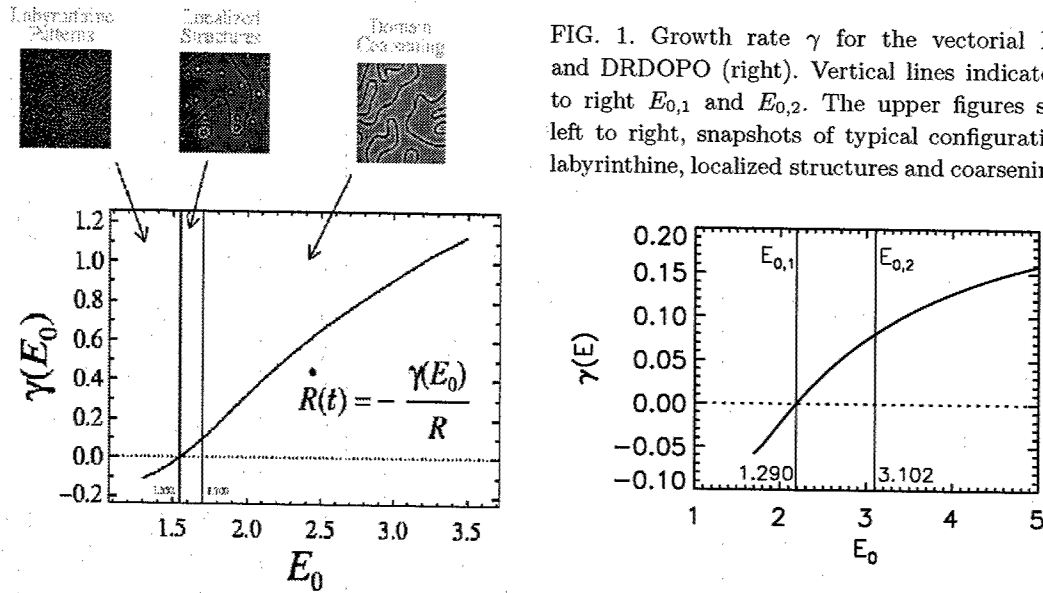 Labyrinthine
Patterns
Localized
Structures
Domain
Coarsening
FIG. 1. Growth rate γ for the vectorial
and DRDOPO (right). Vertical lines indicate
to right E₀,₁ and E₀,₂. The upper figures
left to right, snapshots of typical
labyrinthine, localized structures and
γ(E₀)
1.2
1.0
0.8
0.6
0.4
0.2
0.0
−0.2
Ṙ(t) = − γ(E₀)/R
1.5
2.0
2.5
3.0
3.5
E₀
γ(E)
0.20
0.15
0.10
0.05
0.00
−0.05
−0.10
E₀,₁
E₀,₂
1.290
3.102
1
2
3
4
5
E₀